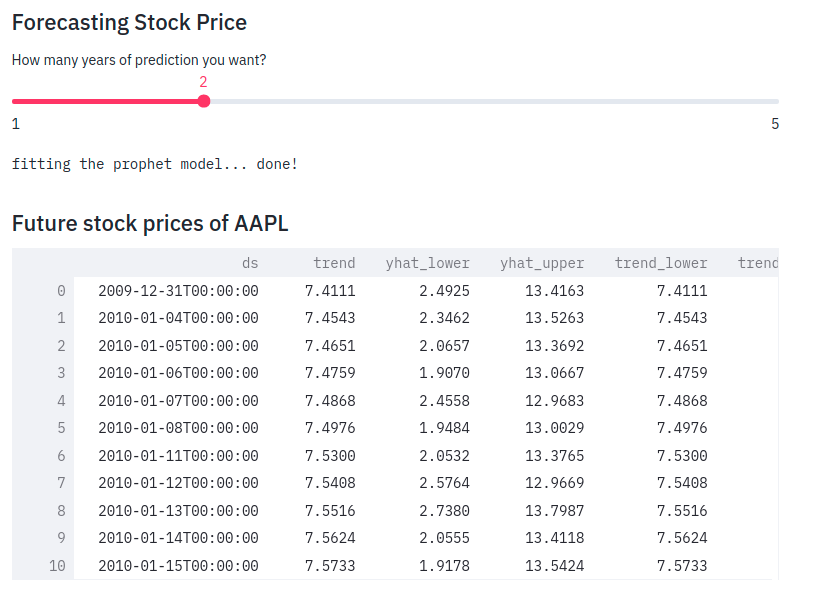 Forecasting Stock Price
How many years of prediction you want?
2
1 5
fitting the prophet model... done!
Future stock prices of AAPL
ds trend yhat_lower yhat_upper trend_lower trend
0 2009-12-31T00:00:00 7.4111 2.4925 13.4163 7.4111
1 2010-01-04T00:00:00 7.4543 2.3462 13.5263 7.4543
2 2010-01-05T00:00:00 7.4651 2.0657 13.3692 7.4651
3 2010-01-06T00:00:00 7.4759 1.9070 13.0667 7.4759
4 2010-01-07T00:00:00 7.4868 2.4558 12.9683 7.4868
5 2010-01-08T00:00:00 7.4976 1.9484 13.0029 7.4976
6 2010-01-11T00:00:00 7.5300 2.0532 13.3765 7.5300
7 2010-01-12T00:00:00 7.5408 2.5764 12.9669 7.5408
8 2010-01-13T00:00:00 7.5516 2.7380 13.7987 7.5516
9 2010-01-14T00:00:00 7.5624 2.0555 13.4118 7.5624
10 2010-01-15T00:00:00 7.5733 1.9178 13.5424 7.5733